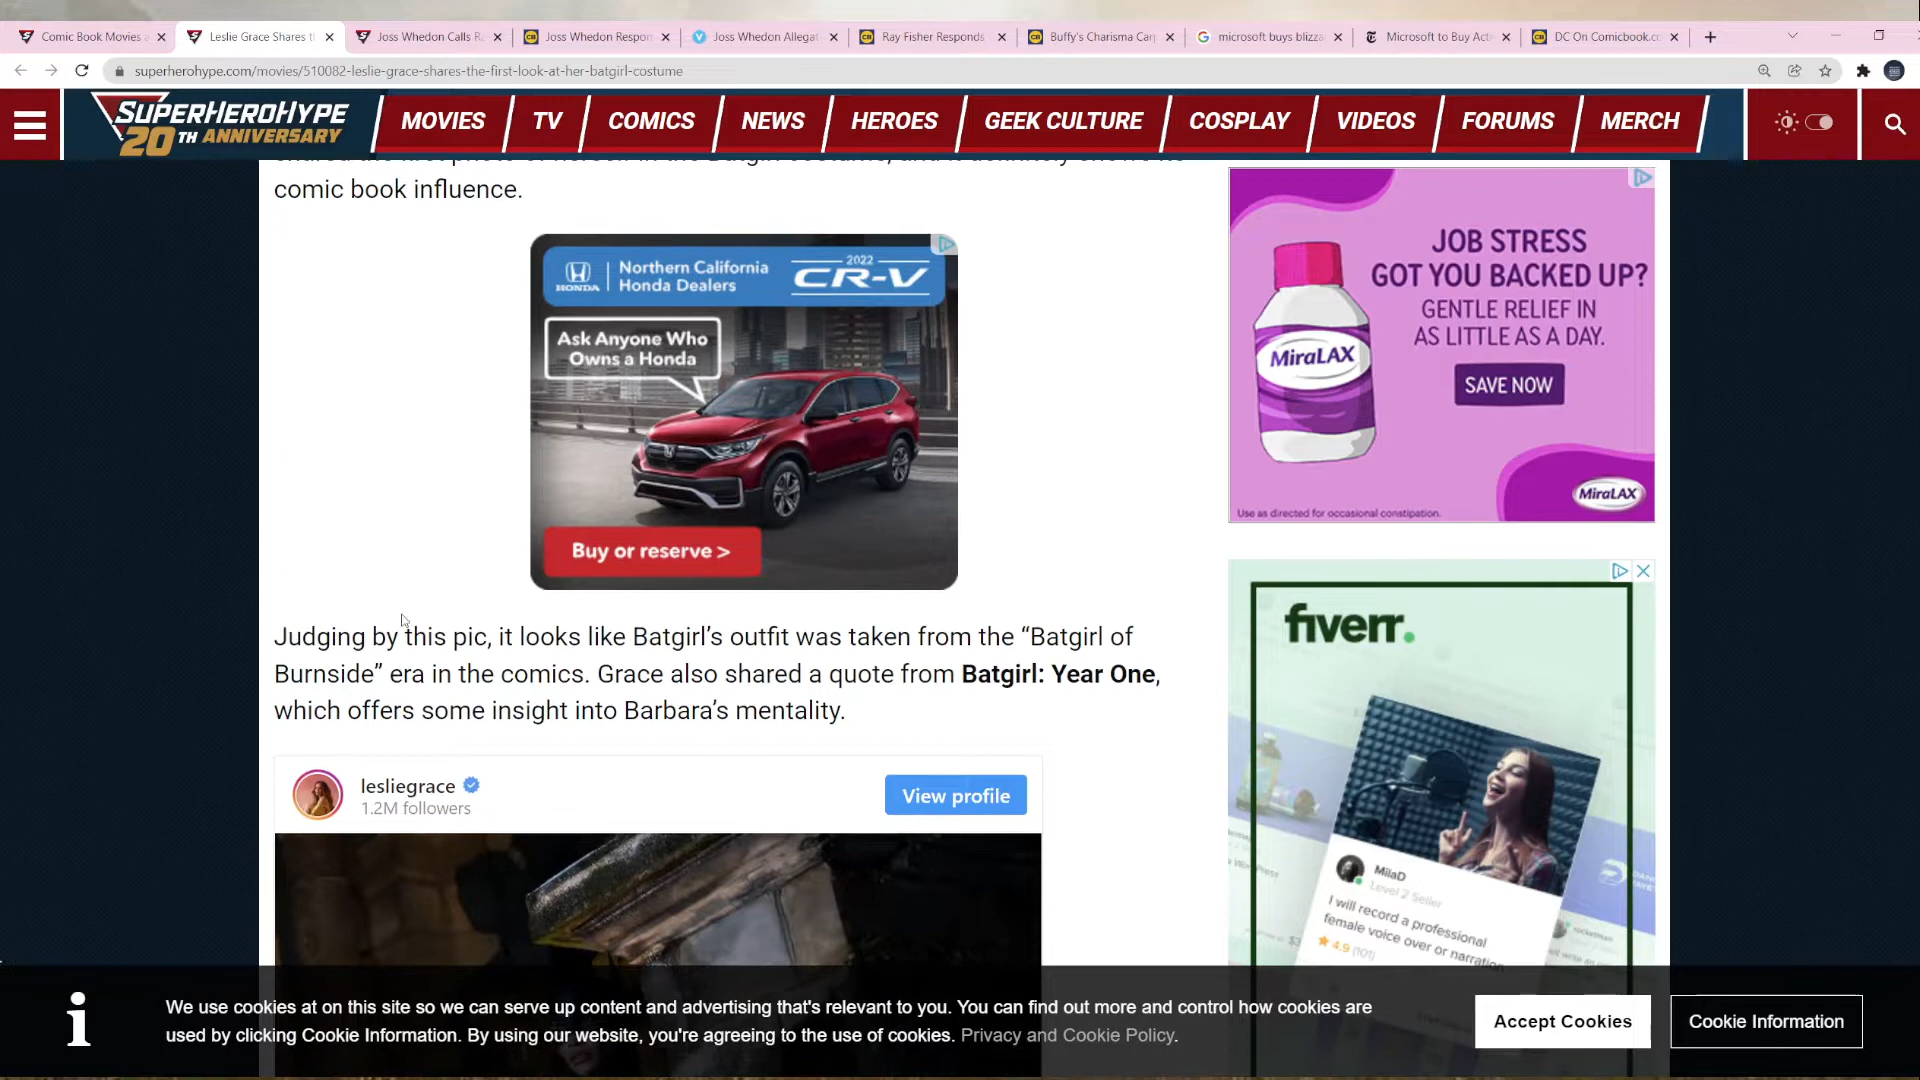 Comic Book Movies a
Leslie Grace Shares t
Joss Whedon Calls R
Joss Whedon Respon
Joss Whedon Allegat
Ray Fisher Responds
Buffy's Charisma Car
microsoft buys blizza
Microsoft to Buy Acti
DC On Comicbook.c
superherohype.com/movies/510082-leslie-grace-shares-the-first-look-at-her-batgirl-costume
SUPERHEROHYPE
20TH ANNIVERSARY
MOVIES
TV
COMICS
NEWS
HEROES
GEEK CULTURE
COSPLAY
VIDEOS
FORUMS
MERCH
comic book influence.
HONDA
Northern California
Honda Dealers
2022
CR-V
Ask Anyone Who
Owns a Honda
Buy or reserve >
JOB STRESS
GOT YOU BACKED UP?
GENTLE RELIEF IN
AS LITTLE AS A DAY.
SAVE NOW
MiraLAX
MiraLAX
Use as directed for occasional constipation.
Judging by this pic, it looks like Batgirl’s outfit was taken from the “Batgirl of
Burnside” era in the comics. Grace also shared a quote from Batgirl: Year One,
which offers some insight into Barbara’s mentality.
lesliegrace
1.2M followers
View profile
fiverr.
MilaD
Level 2 Seller
I will record a professional
female voice over or narration
4.9 (101)
We use cookies at on this site so we can serve up content and advertising that's relevant to you. You can find out more and control how cookies are
used by clicking Cookie Information. By using our website, you're agreeing to the use of cookies. Privacy and Cookie Policy.
Accept Cookies
Cookie Information